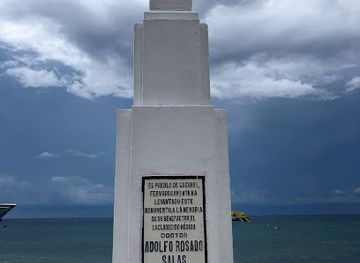 EL PUEBLO DE COZUMEL
FERVOROSAMENTE HA
LEVANTADO ESTE
MONUMENTO A LA MEMORIA
DE SU BENEFACTOR EL
ESCLARECIDO MEDICO
DOCTOR
ADOLFO ROSADO
SALAS